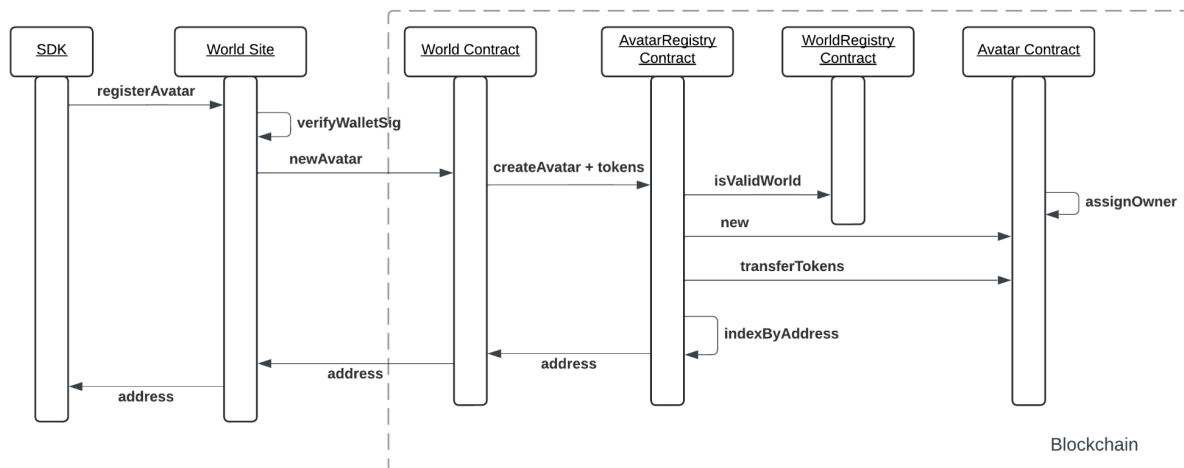 SDK
World Site
World Contract
AvatarRegistry
Contract
WorldRegistry
Contract
Avatar Contract
registerAvatar
verifyWalletSig
newAvatar
createAvatar + tokens
isValidWorld
assignOwner
new
transferTokens
indexByAddress
address
address
address
Blockchain